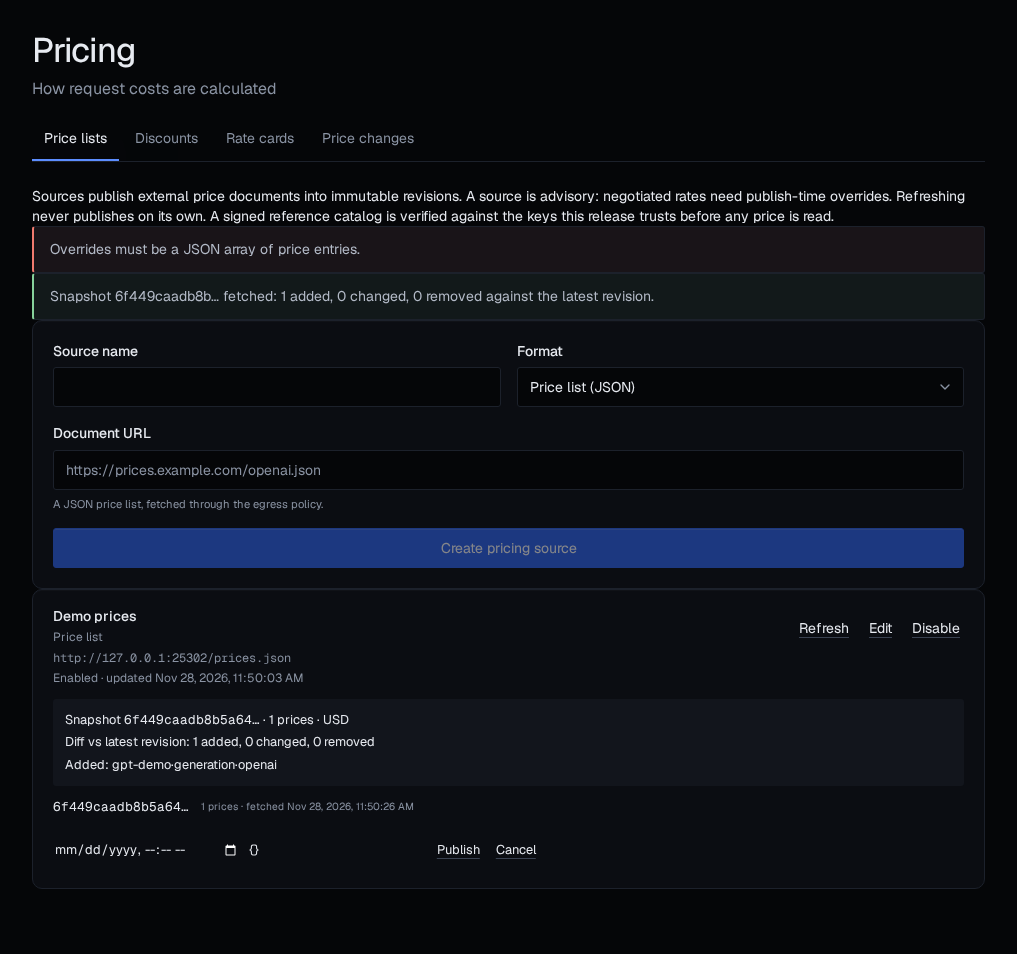 Pricing
How request costs are calculated
Price lists Discounts Rate cards Price changes
Sources publish external price documents into immutable revisions. A source is advisory: negotiated rates need publish-time overrides. Refreshing
never publishes on its own. A signed reference catalog is verified against the keys this release trusts before any price is read.
Overrides must be a JSON array of price entries.
Snapshot 6f449caadb8b… fetched: 1 added, 0 changed, 0 removed against the latest revision.
Source name Format
Price list (JSON)
Document URL
https://prices.example.com/openai.json
A JSON price list, fetched through the egress policy.
Create pricing source
Demo prices
Refresh Edit Disable
Price list
http://127.0.0.1:25302/prices.json
Enabled · updated Nov 28, 2026, 11:50:03 AM
Snapshot 6f449caadb8b5a64… · 1 prices · USD
Diff vs latest revision: 1 added, 0 changed, 0 removed
Added: gpt-demo·generation·openai
6f449caadb8b5a64… 1 prices · fetched Nov 28, 2026, 11:50:26 AM
mm/dd/yyyy, --:-- -- {} Publish Cancel